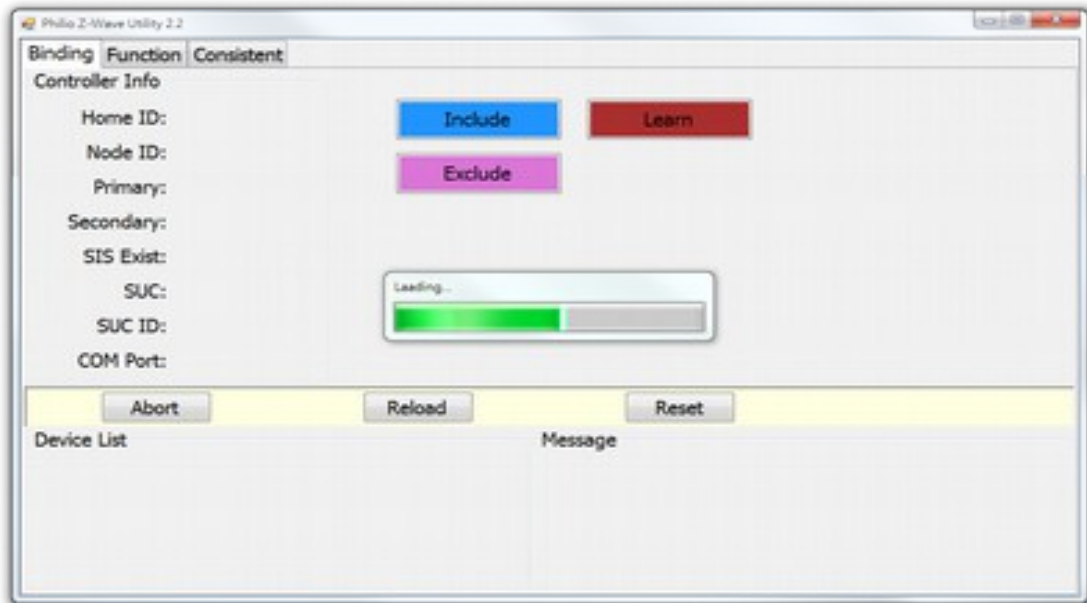 Philio Z-Wave Utility 2.2
Binding Function Consistent
Controller Info
Home ID:
Include Learn
Node ID:
Exclude
Primary:
Secondary:
SIS Exist:
SUC:
Loading...
SUC ID:
COM Port:
Abort Reload Reset
Device List Message